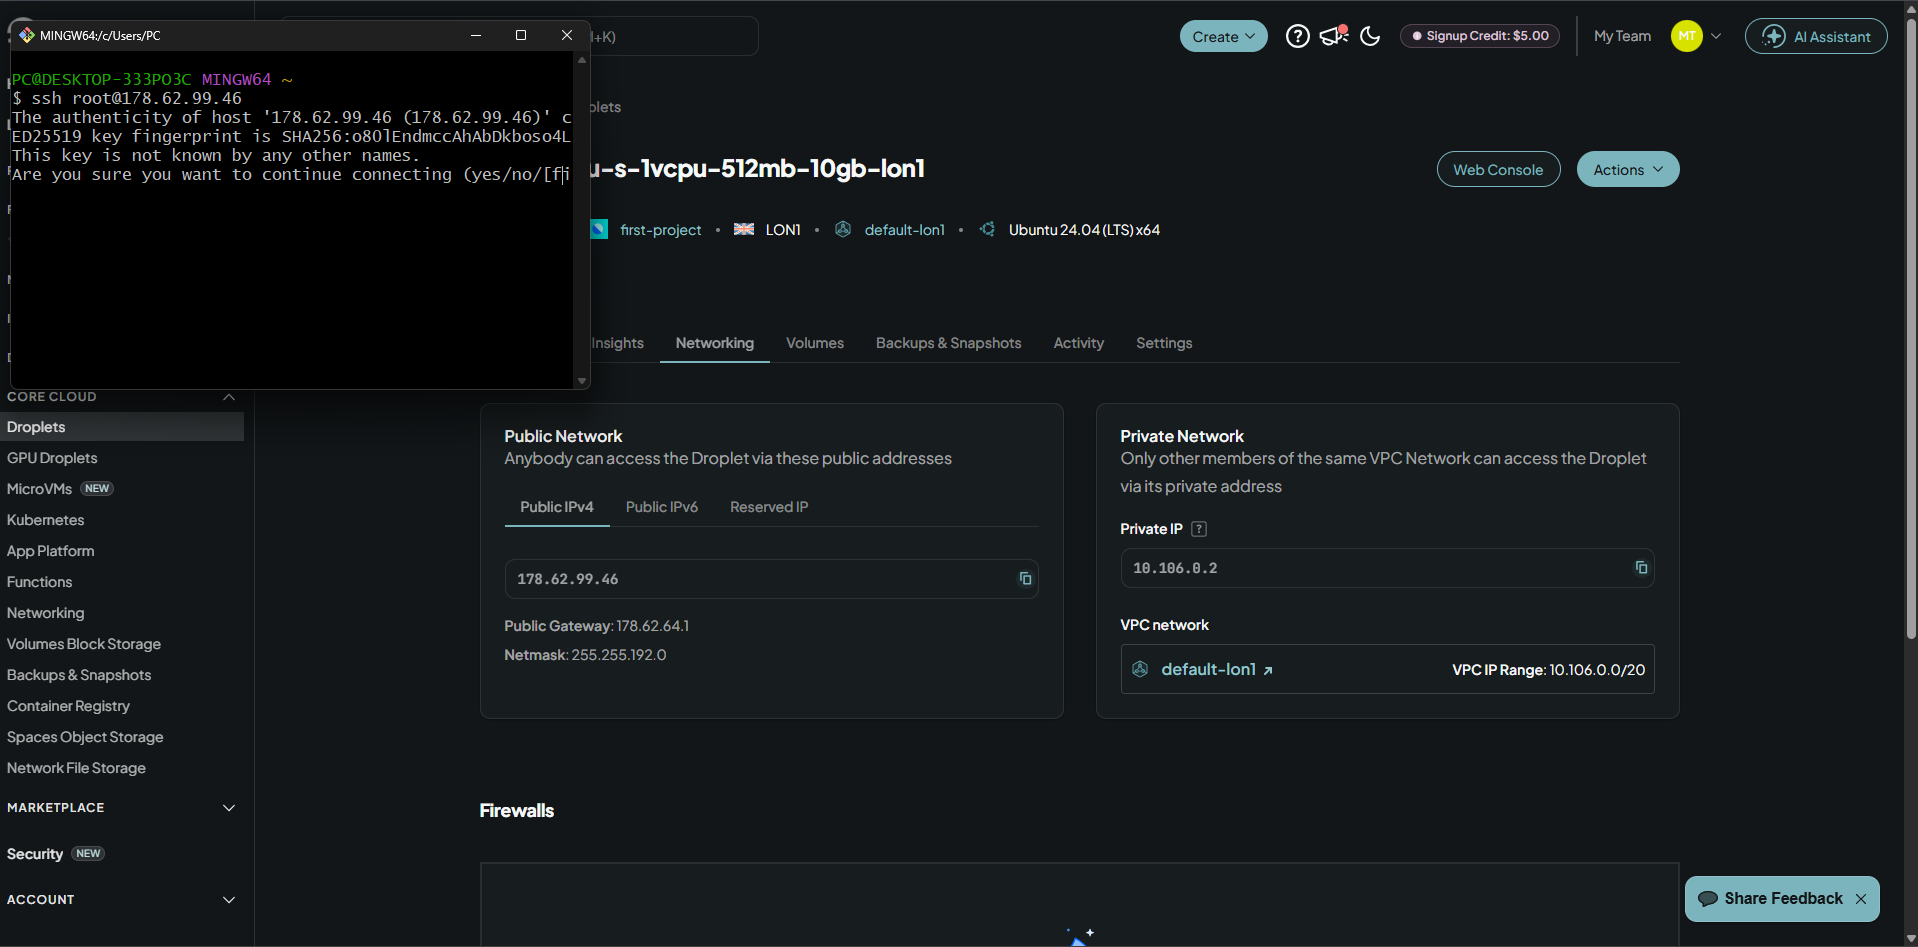 MINGW64:/c/Users/PC
PC@DESKTOP-333PO3C MINGW64 ~
$ ssh root@178.62.99.46
The authenticity of host '178.62.99.46 (178.62.99.46)' c
ED25519 key fingerprint is
This key is not known by any other names.
Are you sure you want to continue connecting (yes/no/[fi
l+K)
Create
Signup Credit: $5.00
My Team
MT
AI Assistant
plets
u-s-1vcpu-512mb-10gb-lon1
Web Console
Actions
first-project • LON1 • default-lon1 • Ubuntu 24.04 (LTS) x64
Insights
Networking
Volumes
Backups & Snapshots
Activity
Settings
CORE CLOUD
Droplets
GPU Droplets
MicroVMs NEW
Kubernetes
App Platform
Functions
Networking
Volumes Block Storage
Backups & Snapshots
Container Registry
Spaces Object Storage
Network File Storage
MARKETPLACE
Security NEW
ACCOUNT
Public Network
Anybody can access the Droplet via these public addresses
Public IPv4
Public IPv6
Reserved IP
178.62.99.46
Public Gateway: 178.62.64.1
Netmask: 255.255.192.0
Private Network
Only other members of the same VPC Network can access the Droplet
via its private address
Private IP ?
10.106.0.2
VPC network
default-lon1
VPC IP Range: 10.106.0.0/20
Firewalls
Share Feedback